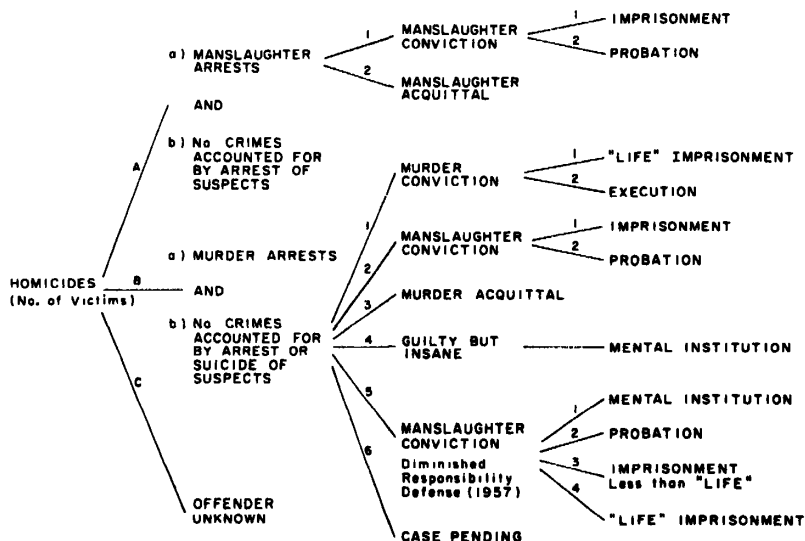 HOMICIDES
(No. of Victims)
A
B
C
a) MANSLAUGHTER
ARRESTS
AND
b) No CRIMES
ACCOUNTED FOR
BY ARREST OF
SUSPECTS
a) MURDER ARRESTS
AND
b) No CRIMES
ACCOUNTED FOR
BY ARREST OR
SUICIDE OF
SUSPECTS
OFFENDER
UNKNOWN
1
MANSLAUGHTER
CONVICTION
2
MANSLAUGHTER
ACQUITTAL
1
IMPRISONMENT
2
PROBATION
1
MURDER
CONVICTION
1
"LIFE" IMPRISONMENT
2
EXECUTION
2
MANSLAUGHTER
CONVICTION
1
IMPRISONMENT
2
PROBATION
3
MURDER ACQUITTAL
4
GUILTY BUT
INSANE
MENTAL INSTITUTION
5
MANSLAUGHTER
CONVICTION
Diminished
Responsibility
Defense (1957)
1
MENTAL INSTITUTION
2
PROBATION
3
IMPRISONMENT
Less than "LIFE"
4
"LIFE" IMPRISONMENT
6
CASE PENDING